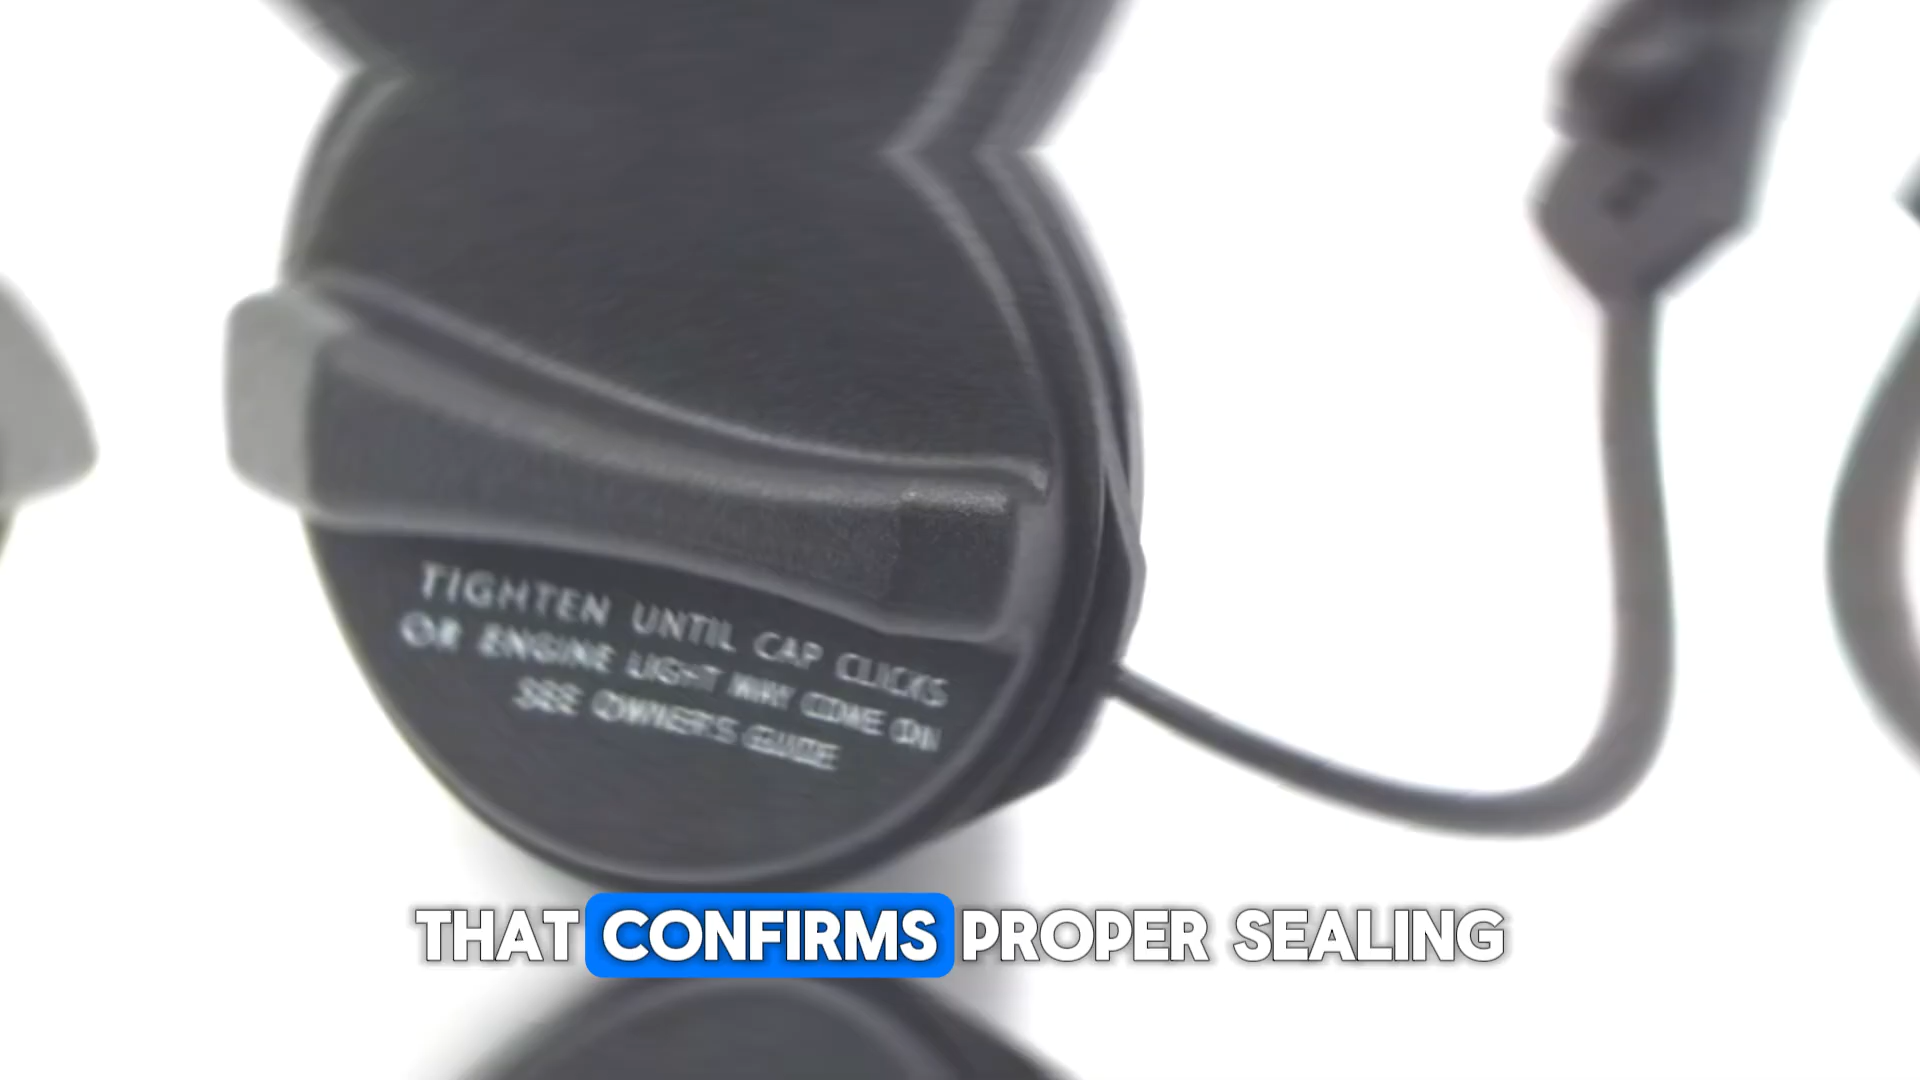 TIGHTEN UNTIL CAP CLICKS
OR ENGINE LIGHT MAY COME ON
SEE OWNER'S GUIDE
THAT CONFIRMS PROPER SEALING